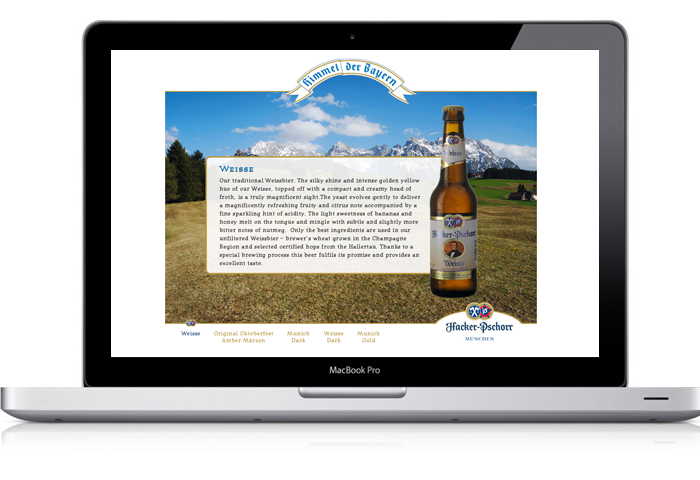 Himmel der Bayern
Weisse
Our traditional Weissbier. The silky shine and intense golden yellow
hue of our Weisse, topped off with a compact and creamy head of
froth, is a truly magnificent sight.The yeast evolves gently to deliver
a magnificently refreshing fruity and citrus note accompanied by a
fine sparkling hint of acidity. The light sweetness of bananas and
honey melt on the tongue and mingle with subtle and slightly more
bitter notes of nutmeg. Only the best ingredients are used in our
unfiltered Weissbier – brewer's wheat grown in the Champagne
Region and selected certified hops from the Hallertau. Thanks to a
special brewing process this beer fulfils its promise and provides an
excellent taste.
Weisse
Hacker-Pschorr
Weisse
Weisse
Original Oktoberfest
Amber Märzen
Munich
Dark
Weisse
Dark
Munich
Gold
Hacker-Pschorr
MÜNCHEN
MacBook Pro